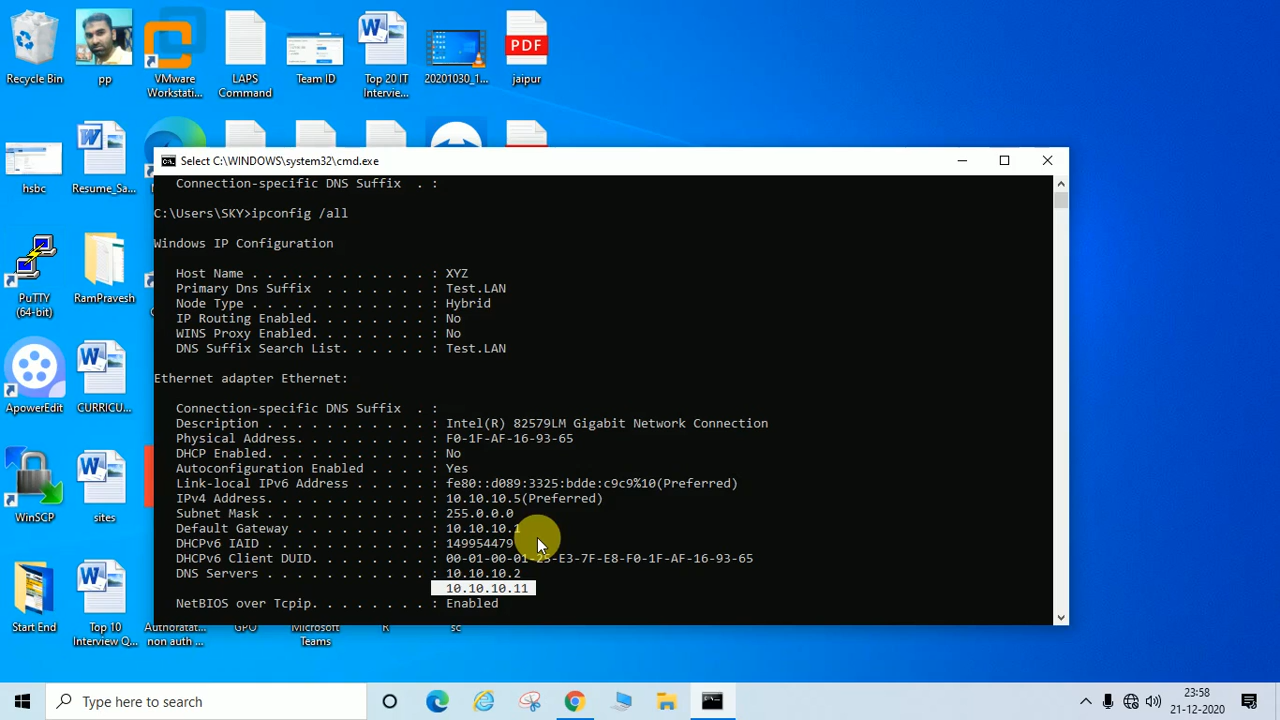 Recycle Bin
pp
VMware
Workstati...
LAPS
Command
Team ID
Top 20 IT
Intervie...
20201030_1...
PDF
jaipur
hsbc
Resume_Sa...
PuTTY
(64-bit)
RamPravesh
ApowerEdit
CURRICU...
WinSCP
sites
Start End
Top 10
Interview Q...
Authoratat...
non auth ...
GPO
Microsoft
Teams
R
sc
Select C:\WINDOWS\system32\cmd.exe
Connection-specific DNS Suffix . :
C:\Users\SKY>ipconfig /all
Windows IP Configuration
Host Name . . . . . . . . . . . . : XYZ
Primary Dns Suffix . . . . . . . : Test.LAN
Node Type . . . . . . . . . . . . : Hybrid
IP Routing Enabled. . . . . . . . : No
WINS Proxy Enabled. . . . . . . . : No
DNS Suffix Search List. . . . . . : Test.LAN
Ethernet adapter Ethernet:
Connection-specific DNS Suffix . :
Description . . . . . . . . . . . : Intel(R) 82579LM Gigabit Network Connection
Physical Address. . . . . . . . . : F0-1F-AF-16-93-65
DHCP Enabled. . . . . . . . . . . : No
Autoconfiguration Enabled . . . . : Yes
Link-local IPv6 Address . . . . . : fe80::d089:3325:bdde:c9c9%10(Preferred)
IPv4 Address. . . . . . . . . . . : 10.10.10.5(Preferred)
Subnet Mask . . . . . . . . . . . : 255.0.0.0
Default Gateway . . . . . . . . . : 10.10.10.1
DHCPv6 IAID . . . . . . . . . . . : 149954479
DHCPv6 Client DUID. . . . . . . . : 00-01-00-01-25-E3-7F-E8-F0-1F-AF-16-93-65
DNS Servers . . . . . . . . . . . : 10.10.10.2
10.10.10.11
NetBIOS over Tcpip. . . . . . . . : Enabled
Type here to search
23:58
21-12-2020